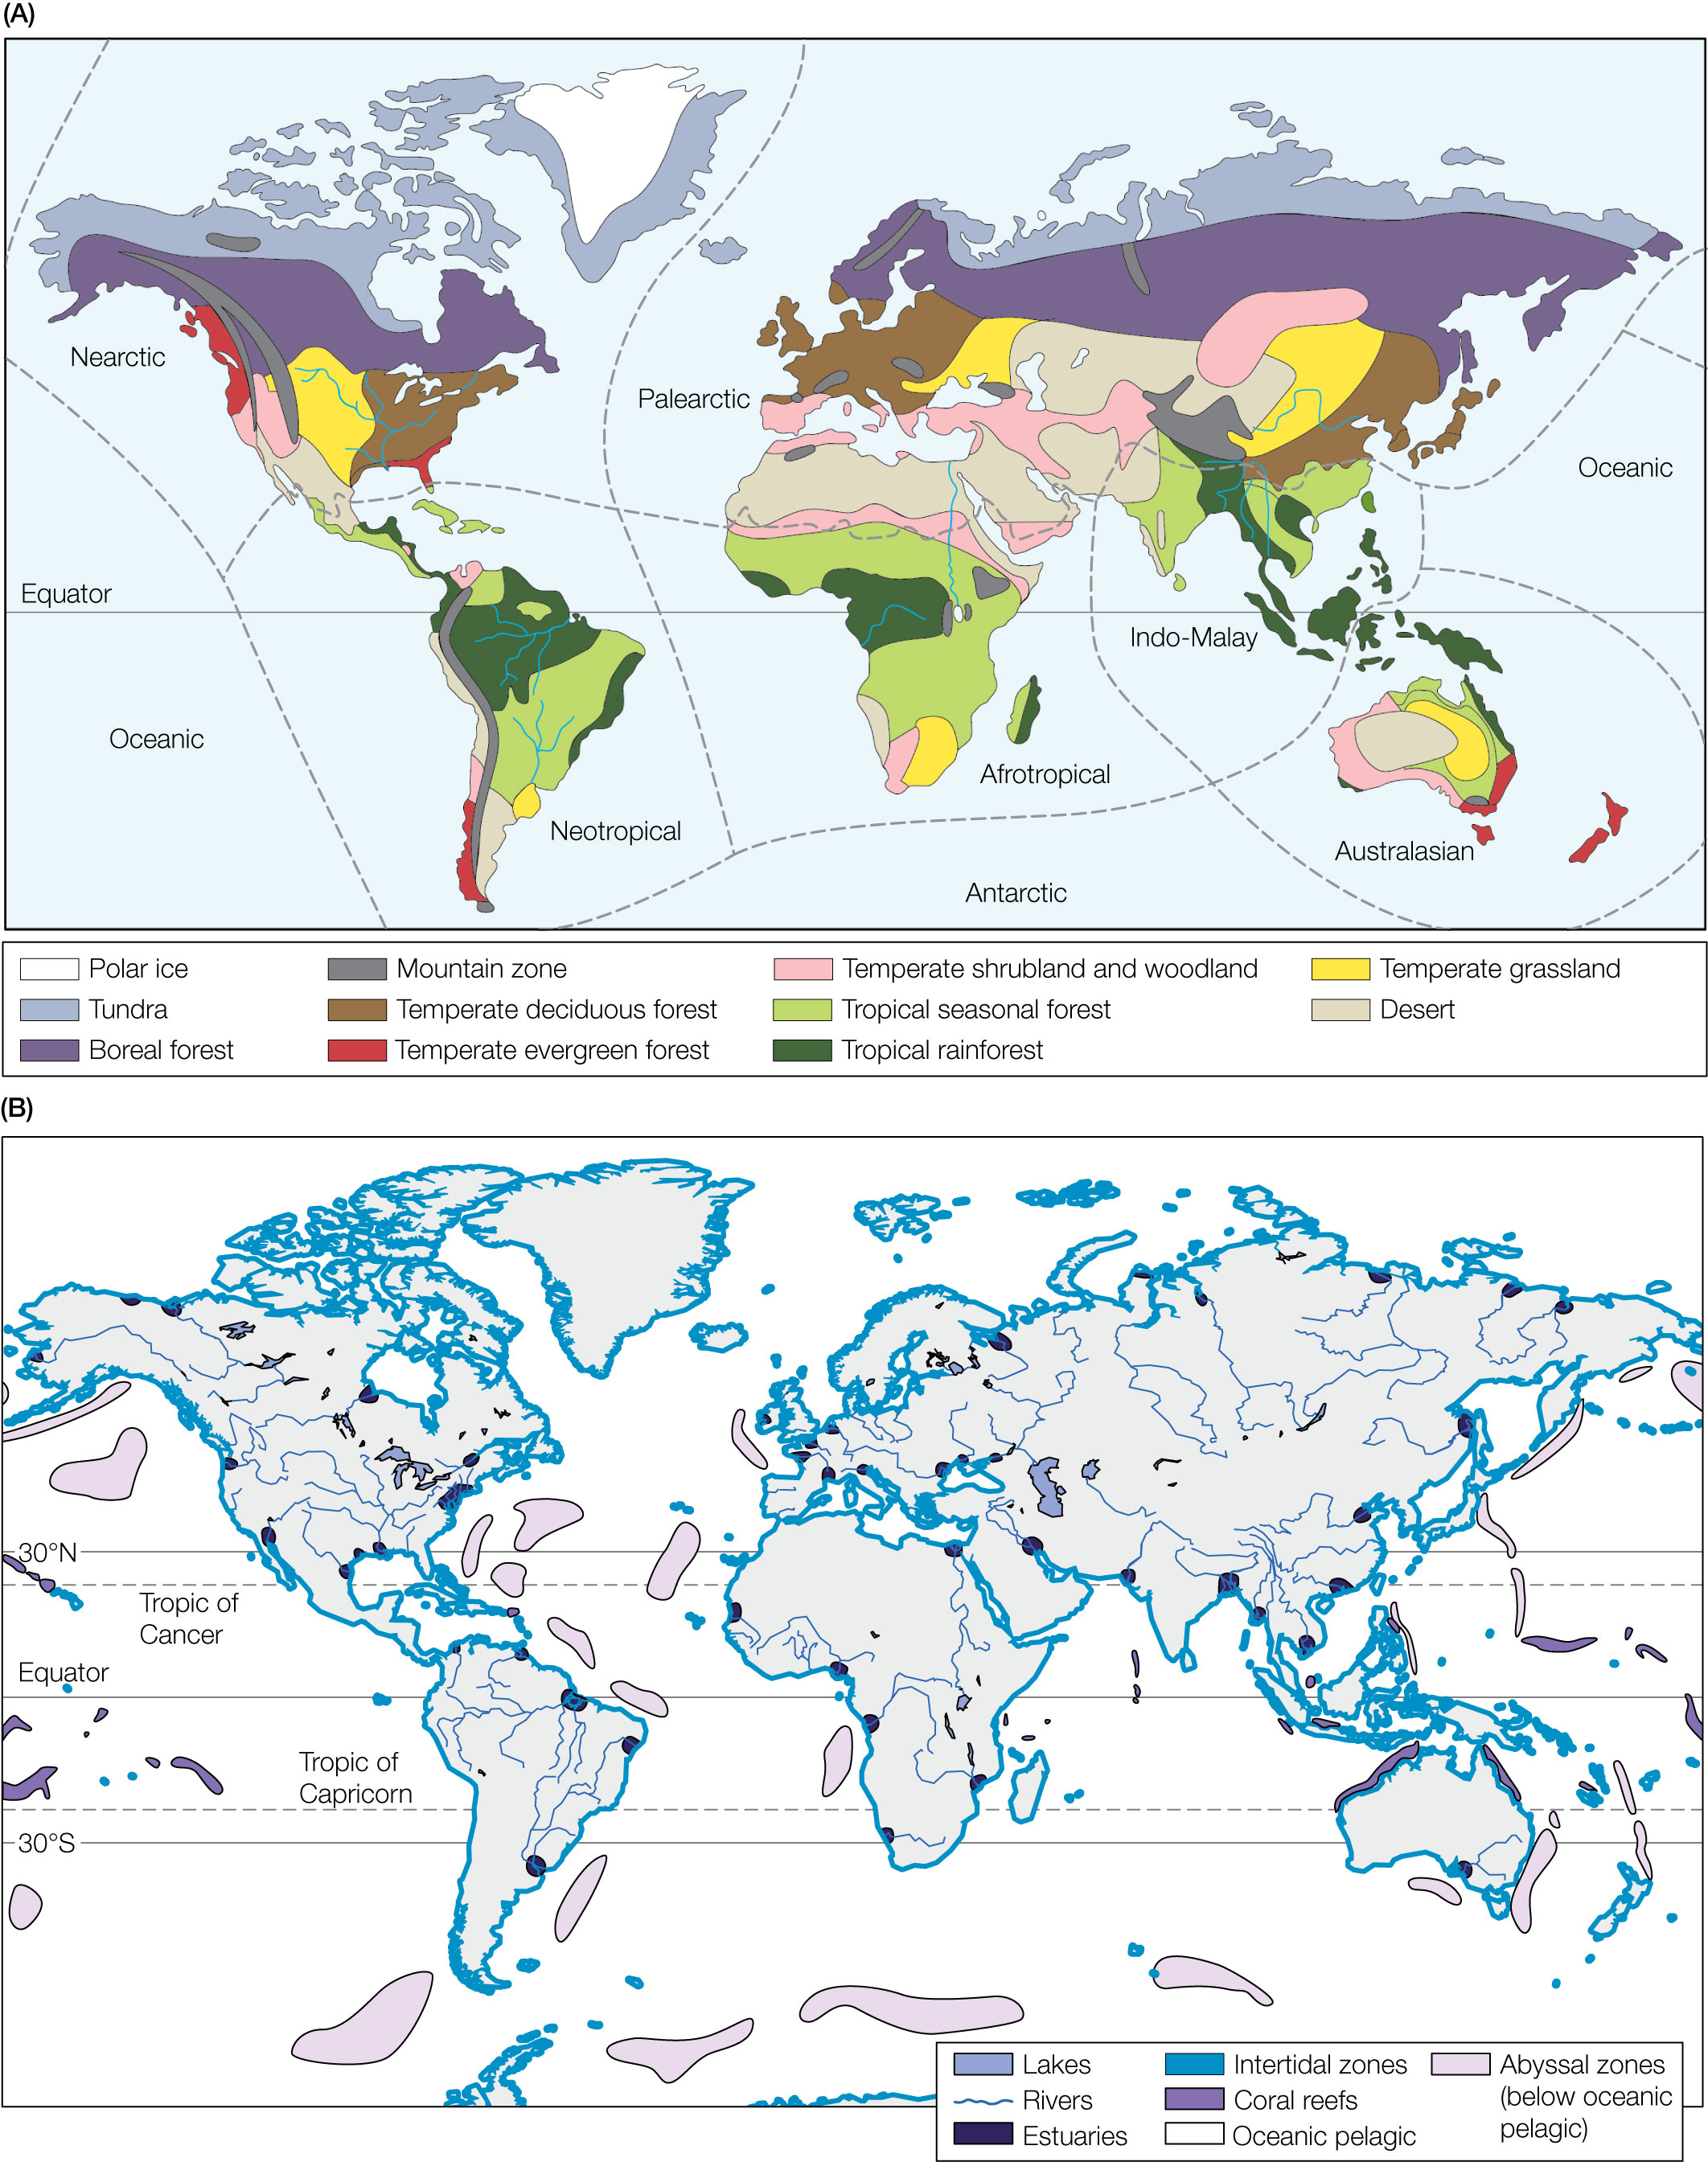 (A)
Nearctic
Palearctic
Oceanic
Equator
Indo-Malay
Oceanic
Afrotropical
Neotropical
Australasian
Antarctic
Polar ice
Mountain zone
Temperate shrubland and woodland
Temperate grassland
Tundra
Temperate deciduous forest
Tropical seasonal forest
Desert
Boreal forest
Temperate evergreen forest
Tropical rainforest
(B)
30°N
Tropic of
Cancer
Equator
Tropic of
Capricorn
30°S
Lakes
Intertidal zones
Abyssal zones
(below oceanic
pelagic)
Rivers
Coral reefs
Estuaries
Oceanic pelagic